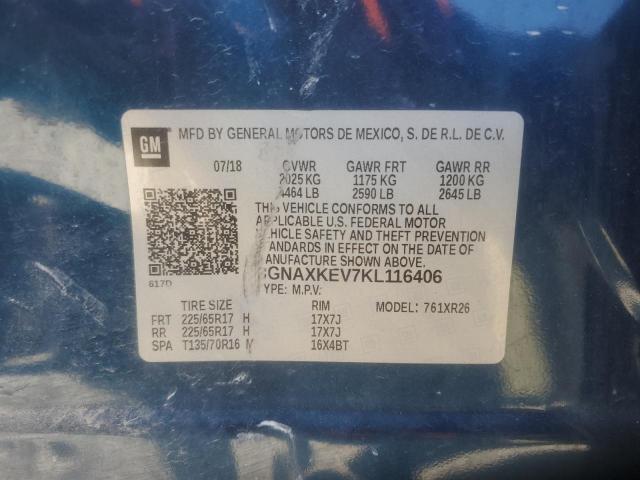 GM
MFD BY GENERAL MOTORS DE MEXICO, S. DE R.L. DE C.V.
07/18 GVWR GAWR FRT GAWR RR
2025 KG 1175 KG 1200 KG
4464 LB 2590 LB 2645 LB
THIS VEHICLE CONFORMS TO ALL
APPLICABLE U.S. FEDERAL MOTOR
VEHICLE SAFETY AND THEFT PREVENTION
STANDARDS IN EFFECT ON THE DATE OF
MANUFACTURE SHOWN ABOVE.
3GNAXKEV7KL116406
617D TYPE: M.P.V.
TIRE SIZE RIM MODEL: 761XR26
FRT 225/65R17 H 17X7J
RR 225/65R17 H 17X7J
SPA T135/70R16 M 16X4BT